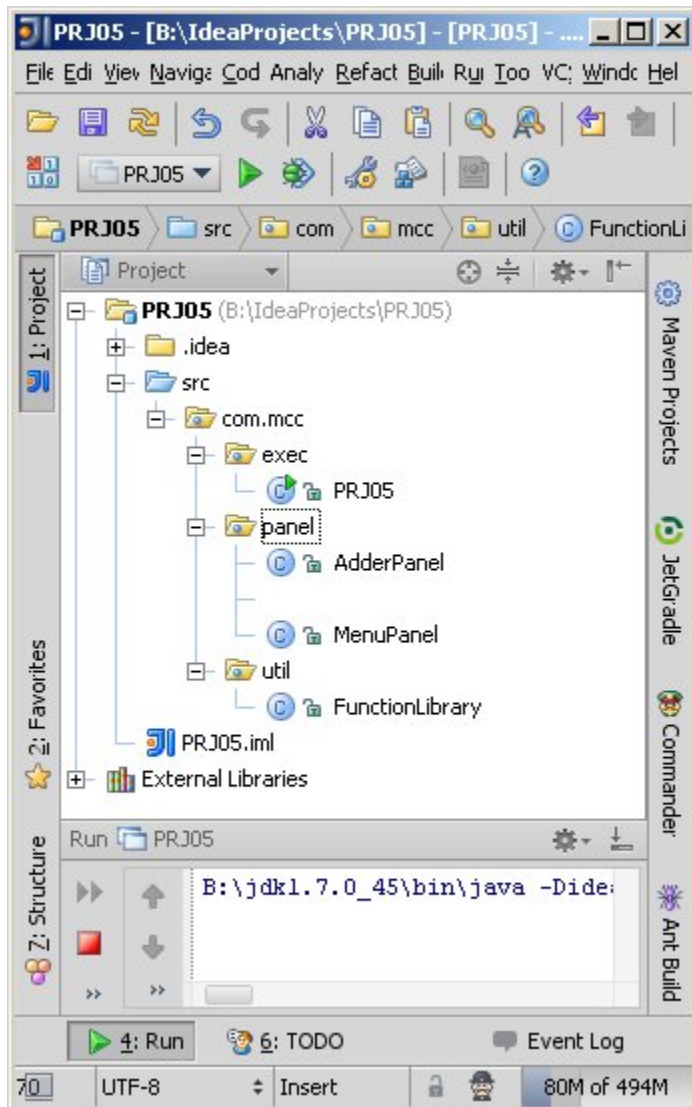 PRJ05 - [B:\IdeaProjects\PRJ05] - [PRJ05] - ....
File Edi Viev Naviga Cod Analy Refact Buil Rur Too VC; Windc Hel
PRJ05
PRJ05 src com mcc util FunctionLi
Project
PRJ05 (B:\IdeaProjects\PRJ05)
.idea
src
com.mcc
exec
PRJ05
panel
AdderPanel
MenuPanel
util
FunctionLibrary
PRJ05.iml
External Libraries
1: Project
2: Favorites
7: Structure
Maven Projects
JetGradle
Commander
Ant Build
Run PRJ05
B:\jdk1.7.0_45\bin\java -Didea
4: Run 6: TODO Event Log
70 UTF-8 Insert 80M of 494M